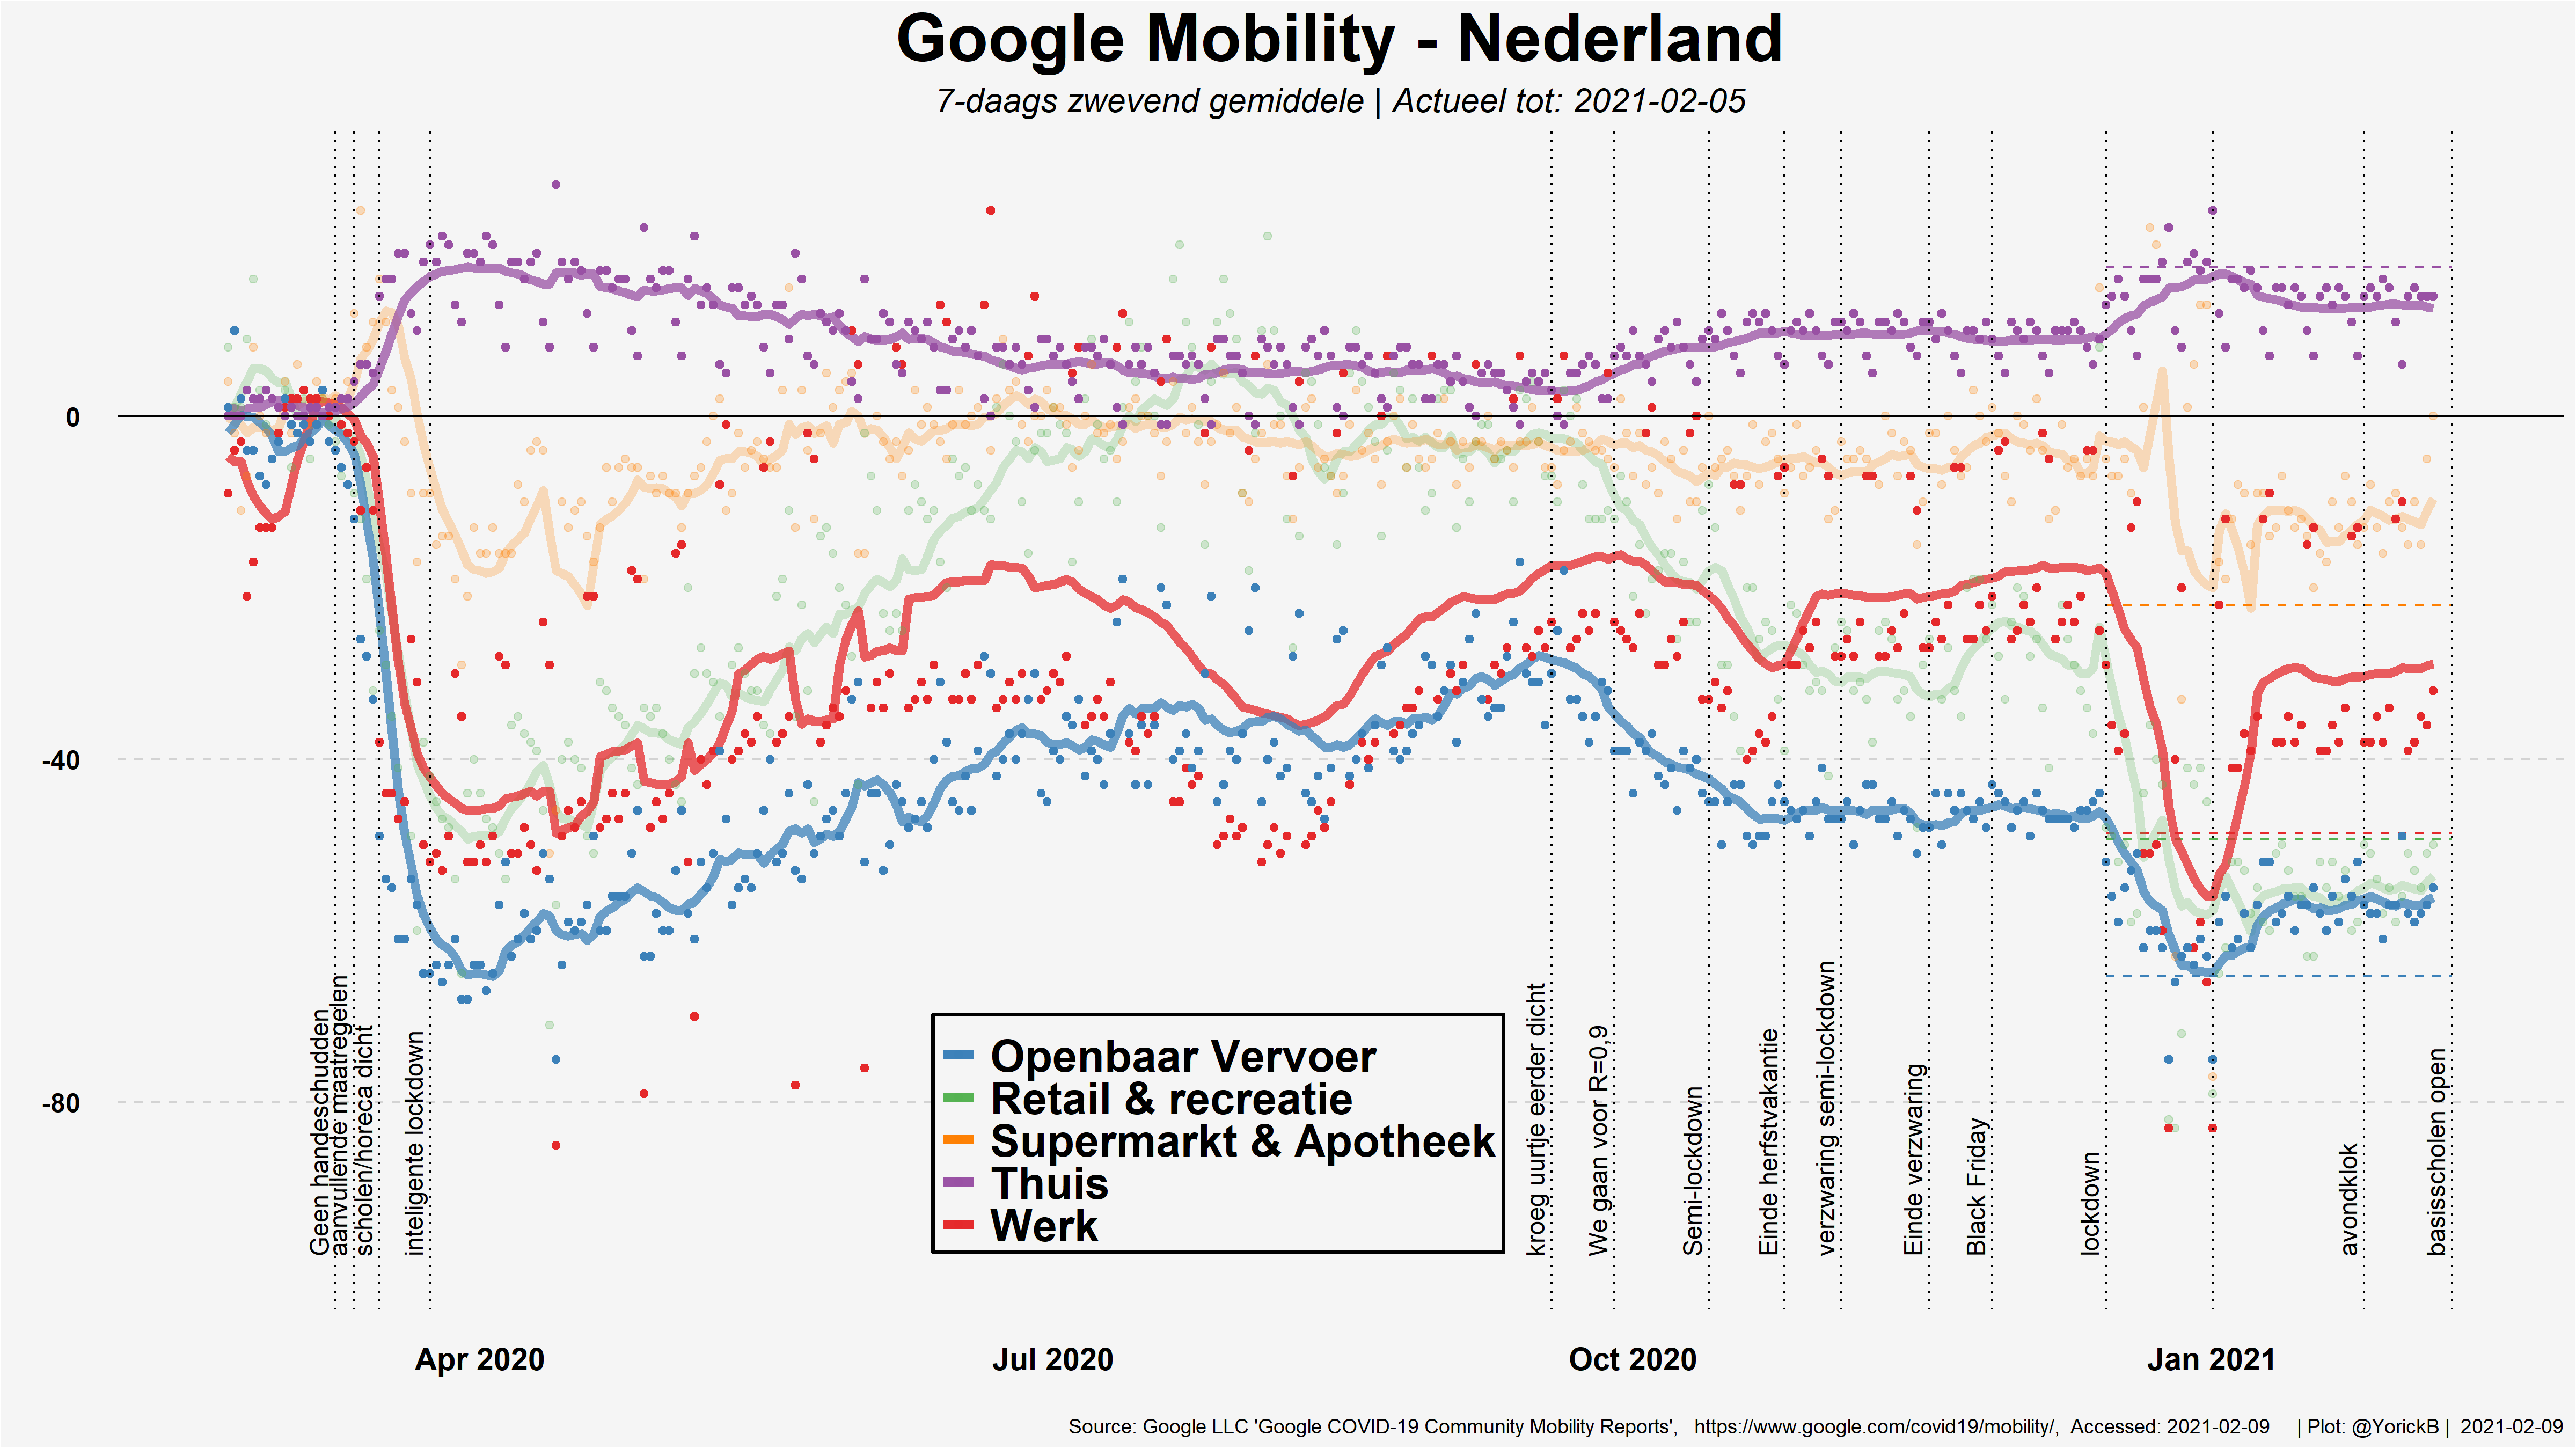 Google Mobility - Nederland
7-daags zwevend gemiddele | Actueel tot: 2021-02-05
0
-40
-80
Geen handeschudden
aanvullende maatregelen
scholen/horeca dicht
inteligente lockdown
kroeg uurtje eerder dicht
We gaan voor R=0,9
Semi-lockdown
Einde herfstvakantie
verzwaring semi-lockdown
Einde verzwaring
Black Friday
lockdown
avondklok
basisscholen open
Openbaar Vervoer
Retail & recreatie
Supermarkt & Apotheek
Thuis
Werk
Apr 2020
Jul 2020
Oct 2020
Jan 2021
Source: Google LLC 'Google COVID-19 Community Mobility Reports', https://www.google.com/covid19/mobility/, Accessed: 2021-02-09 | Plot: @YorickB | 2021-02-09